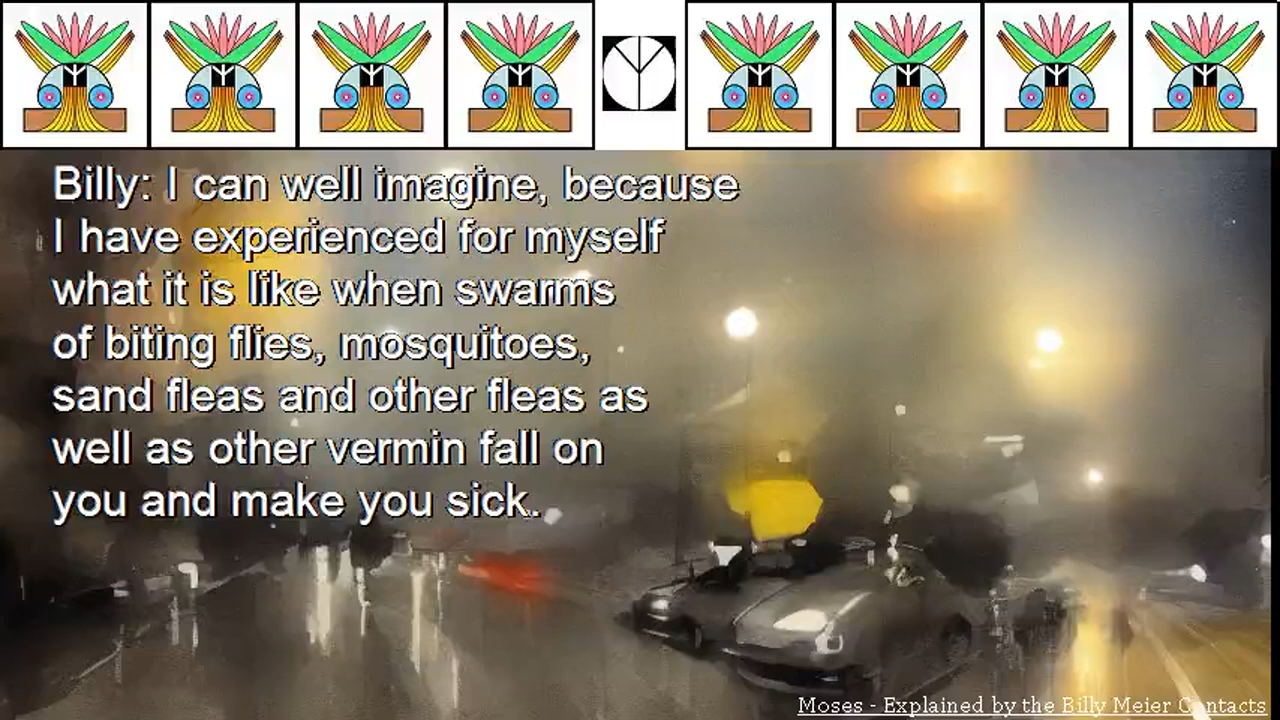 Billy: I can well imagine, because
I have experienced for myself
what it is like when swarms
of biting flies, mosquitoes,
sand fleas and other fleas as
well as other vermin fall on
you and make you sick.
Moses - Explained by the Billy Meier Contacts